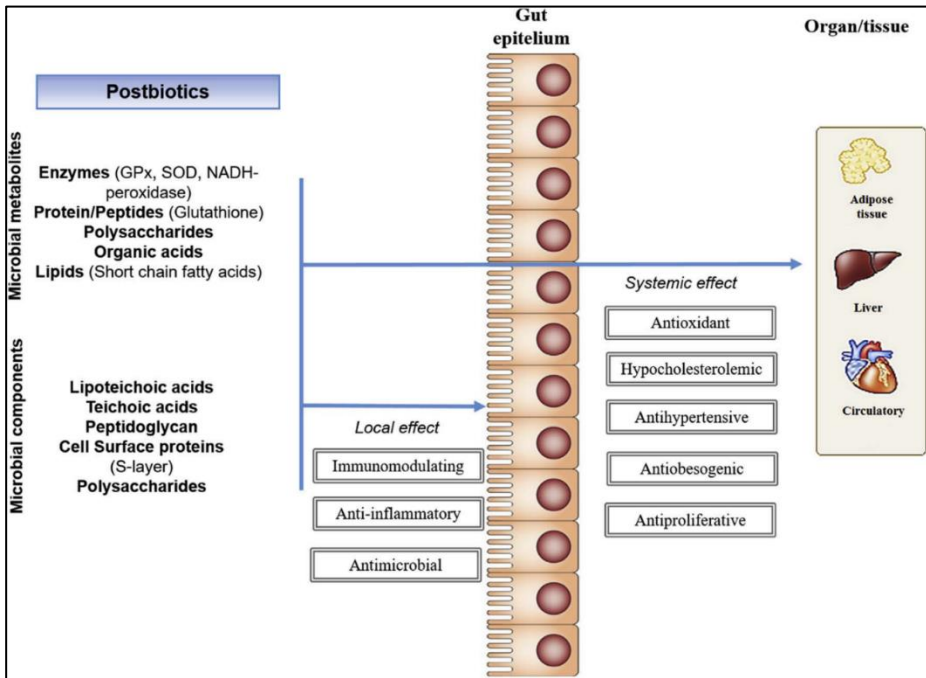 Gut
epitelium
Organ/tissue
Postbiotics
Microbial metabolites
Enzymes (GPx, SOD, NADH-
peroxidase)
Protein/Peptides (Glutathione)
Polysaccharides
Organic acids
Lipids (Short chain fatty acids)
Microbial components
Lipoteichoic acids
Teichoic acids
Peptidoglycan
Cell Surface proteins
(S-layer)
Polysaccharides
Local effect
Immunomodulating
Anti-inflammatory
Antimicrobial
Systemic effect
Antioxidant
Hypocholesterolemic
Antihypertensive
Antiobesogenic
Antiproliferative
Adipose
tissue
Liver
Circulatory